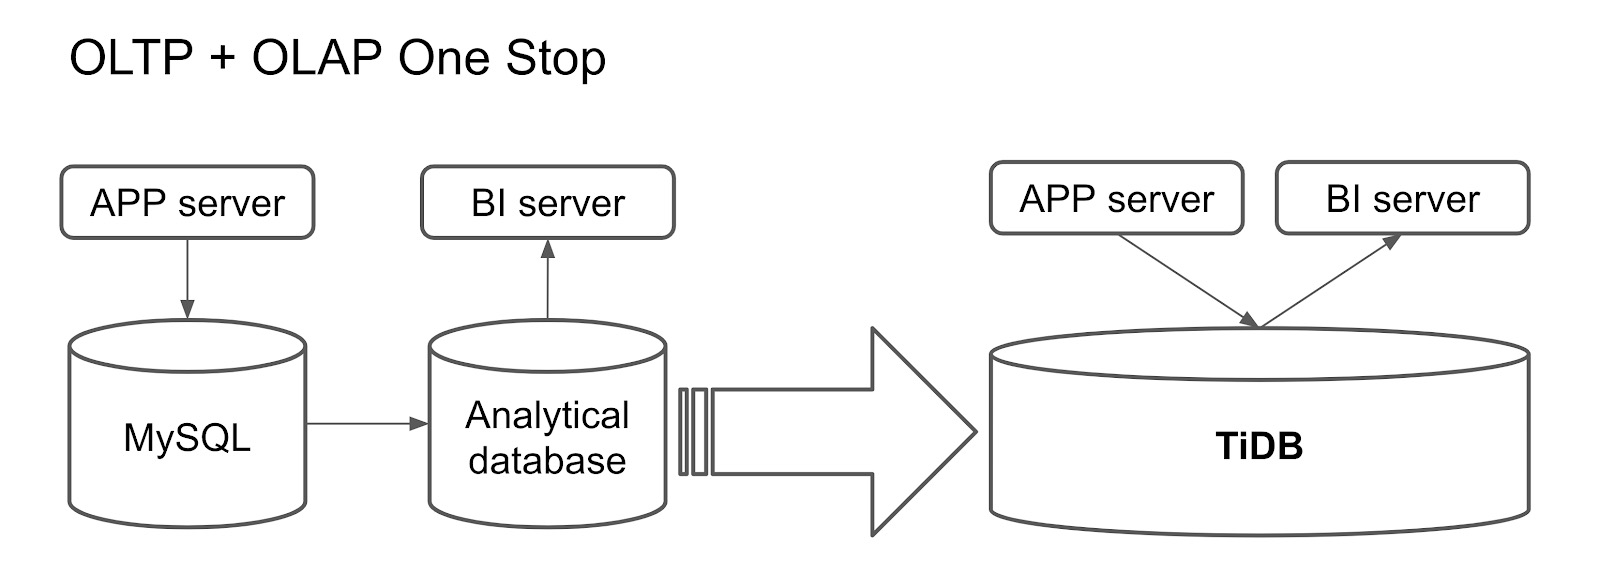 OLTP + OLAP One Stop
APP server
BI server
MySQL
Analytical
database
APP server
BI server
TiDB